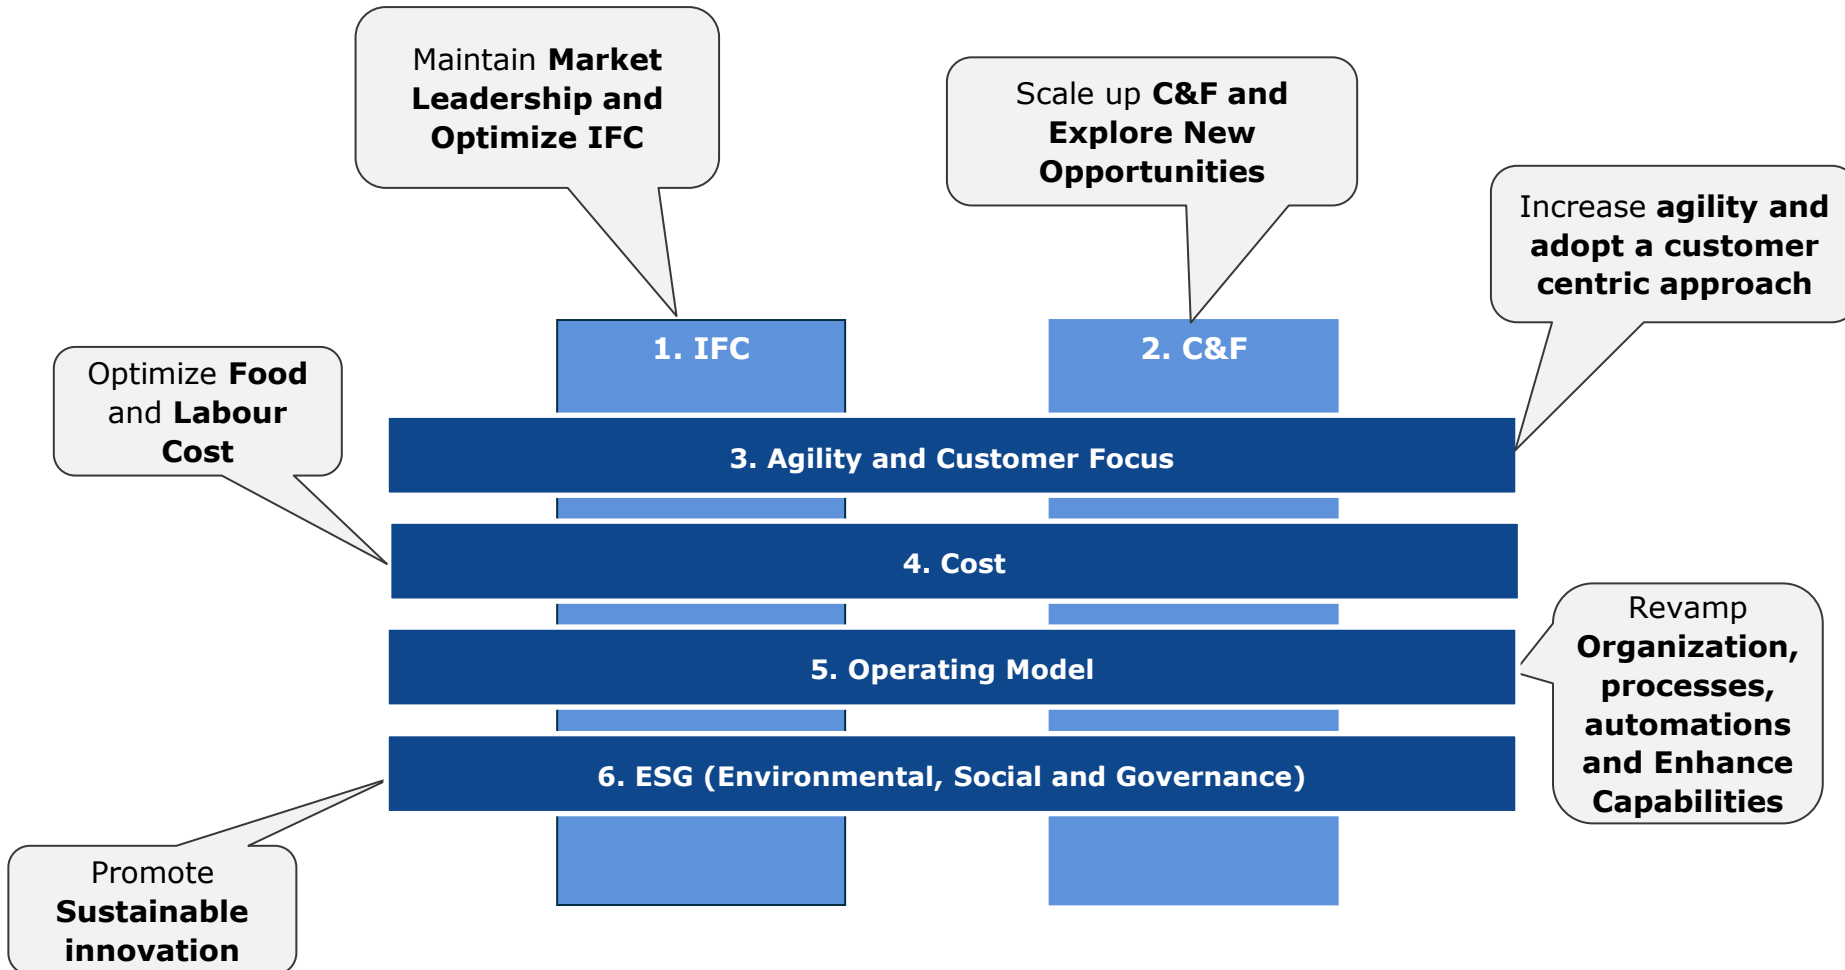 Maintain Market
Leadership and
Optimize IFC
Scale up C&F and
Explore New
Opportunities
Increase agility and
adopt a customer
centric approach
1. IFC
2. C&F
Optimize Food
and Labour
Cost
3. Agility and Customer Focus
4. Cost
5. Operating Model
Revamp
Organization,
processes,
automations
and Enhance
Capabilities
6. ESG (Environmental, Social and Governance)
Promote
Sustainable
innovation